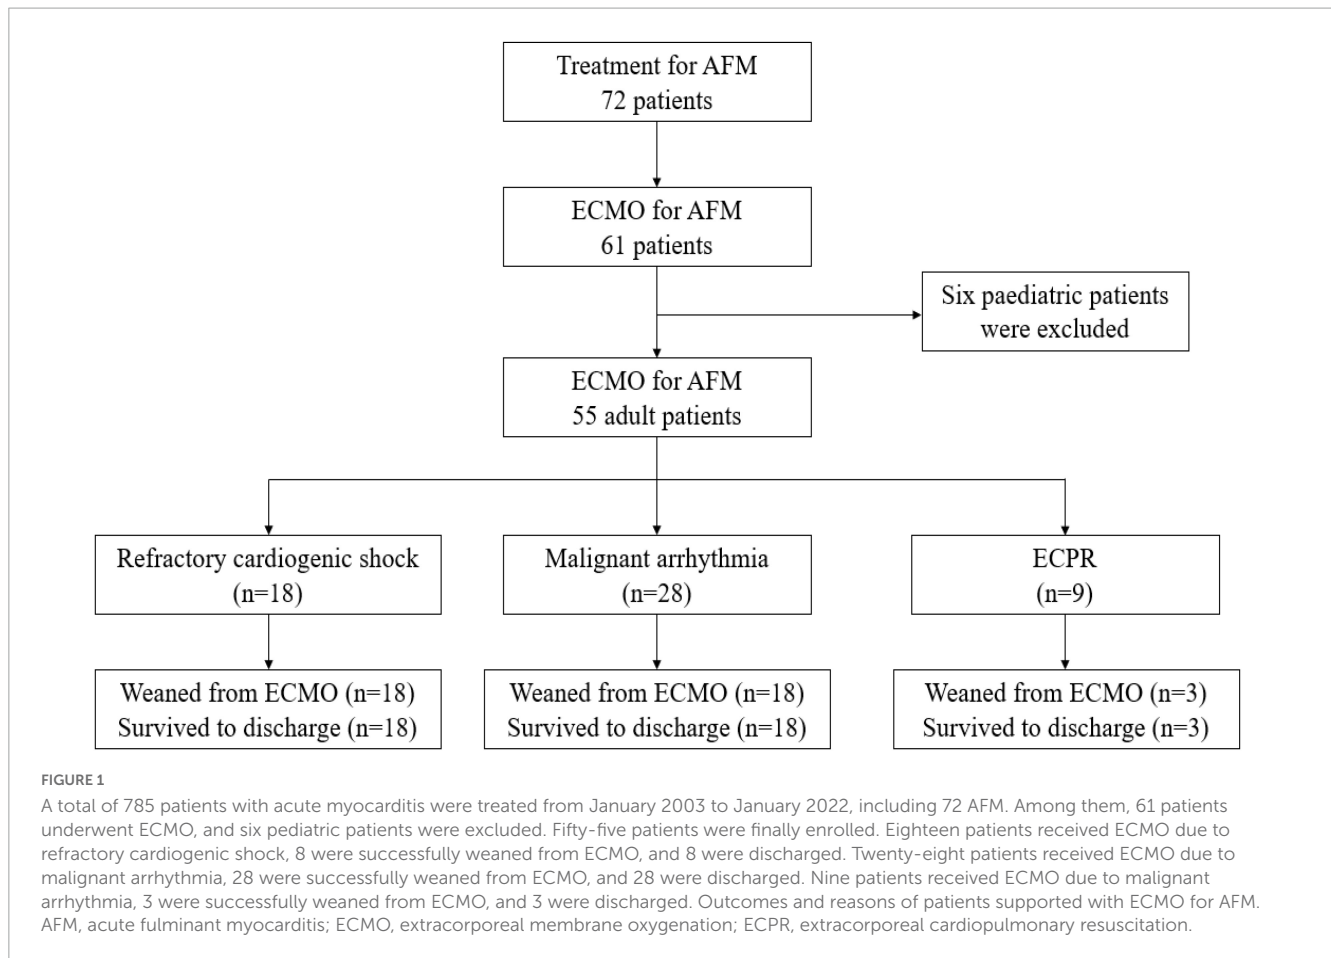 Treatment for AFM
72 patients
ECMO for AFM
61 patients
Six paediatric patients
were excluded
ECMO for AFM
55 adult patients
Refractory cardiogenic shock
(n=18)
Malignant arrhythmia
(n=28)
ECPR
(n=9)
Weaned from ECMO (n=18)
Survived to discharge (n=18)
Weaned from ECMO (n=18)
Survived to discharge (n=18)
Weaned from ECMO (n=3)
Survived to discharge (n=3)
FIGURE 1
A total of 785 patients with acute myocarditis were treated from January 2003 to January 2022, including 72 AFM. Among them, 61 patients
underwent ECMO, and six pediatric patients were excluded. Fifty-five patients were finally enrolled. Eighteen patients received ECMO due to
refractory cardiogenic shock, 8 were successfully weaned from ECMO, and 8 were discharged. Twenty-eight patients received ECMO due to
malignant arrhythmia, 28 were successfully weaned from ECMO, and 28 were discharged. Nine patients received ECMO due to malignant
arrhythmia, 3 were successfully weaned from ECMO, and 3 were discharged. Outcomes and reasons of patients supported with ECMO for AFM.
AFM, acute fulminant myocarditis; ECMO, extracorporeal membrane oxygenation; ECPR, extracorporeal cardiopulmonary resuscitation.